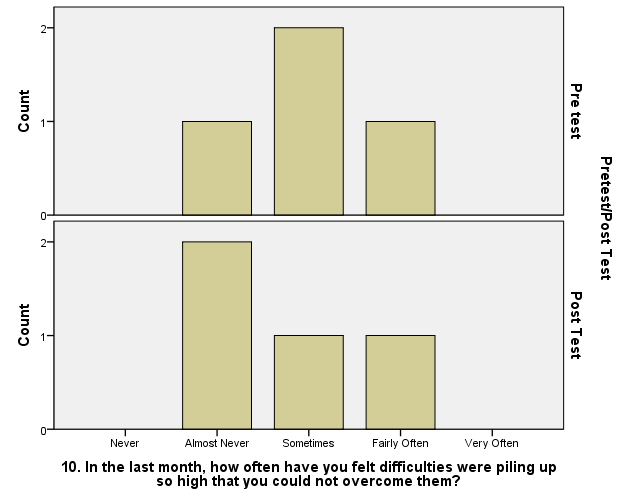 2
1
0
Count
Pre test
2
1
0
Count
Post Test
Pretest/Post Test
Never Almost Never Sometimes Fairly Often Very Often
10. In the last month, how often have you felt difficulties were piling up
so high that you could not overcome them?